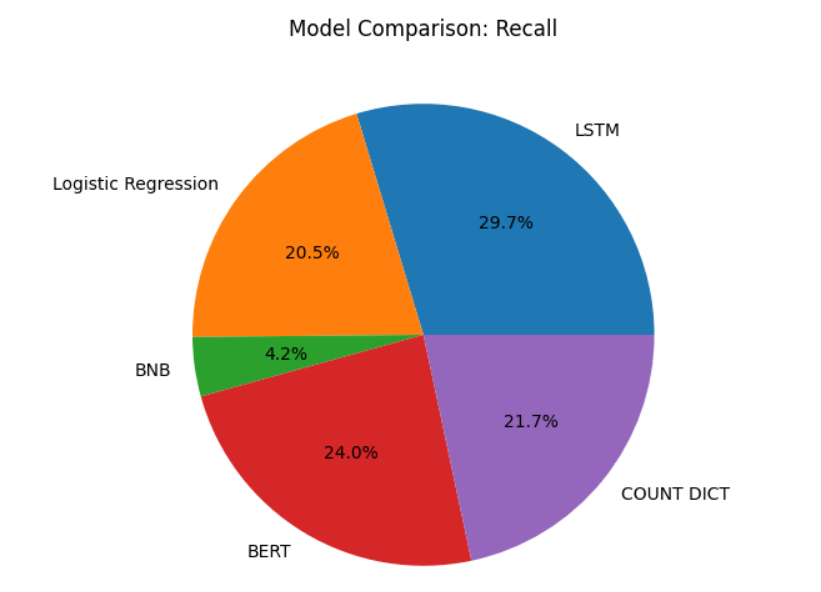 Model Comparison: Recall
LSTM
Logistic Regression
29.7%
20.5%
4.2%
BNB
21.7%
24.0%
COUNT DICT
BERT